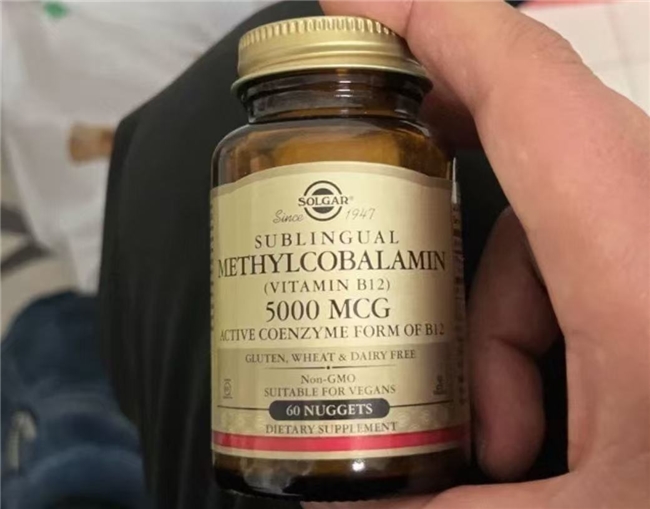 SOLGAR®
Since 1947
SUBLINGUAL
METHYLCOBALAMIN
(VITAMIN B12)
5000 MCG
ACTIVE COENZYME FORM OF B12
GLUTEN, WHEAT & DAIRY FREE
NON-GMO
SUITABLE FOR VEGANS
60 NUGGETS
DIETARY SUPPLEMENT